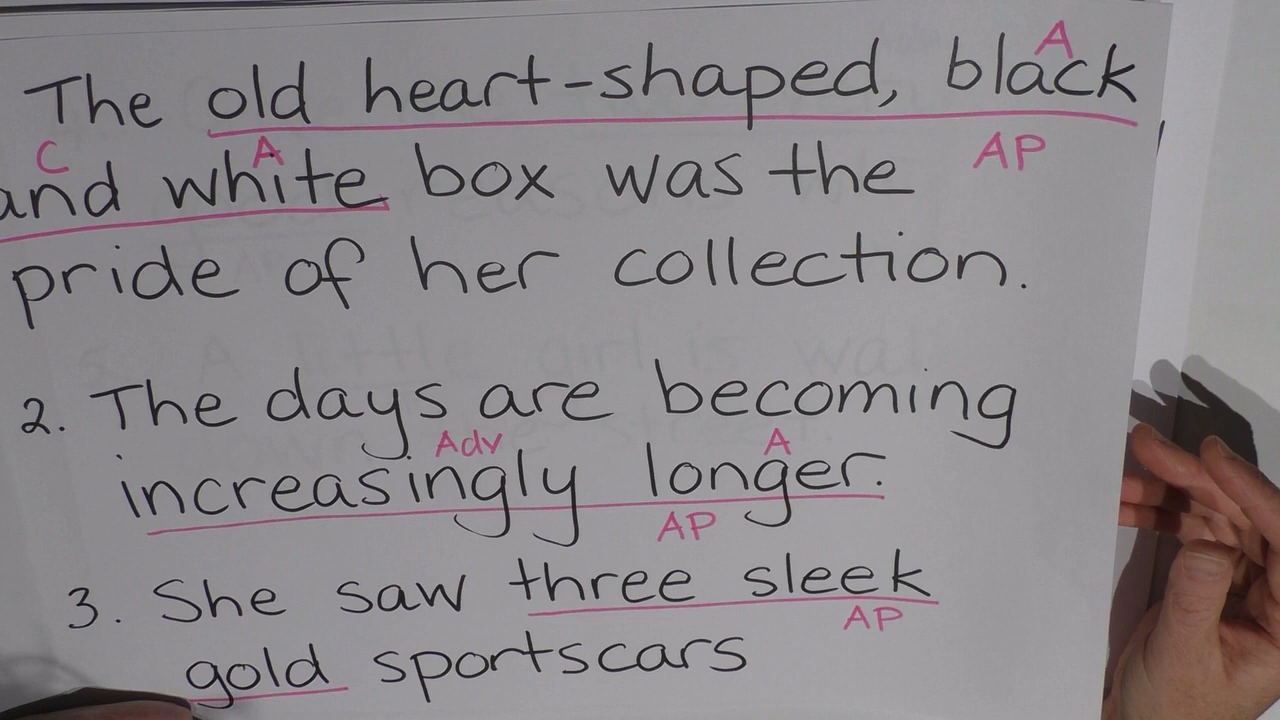 A
The old heart-shaped, black
C A AP
and white box was the
pride of her collection.
2. The days are becoming
Adv A
increasingly longer.
AP
3. She saw three sleek
AP
gold sportscars